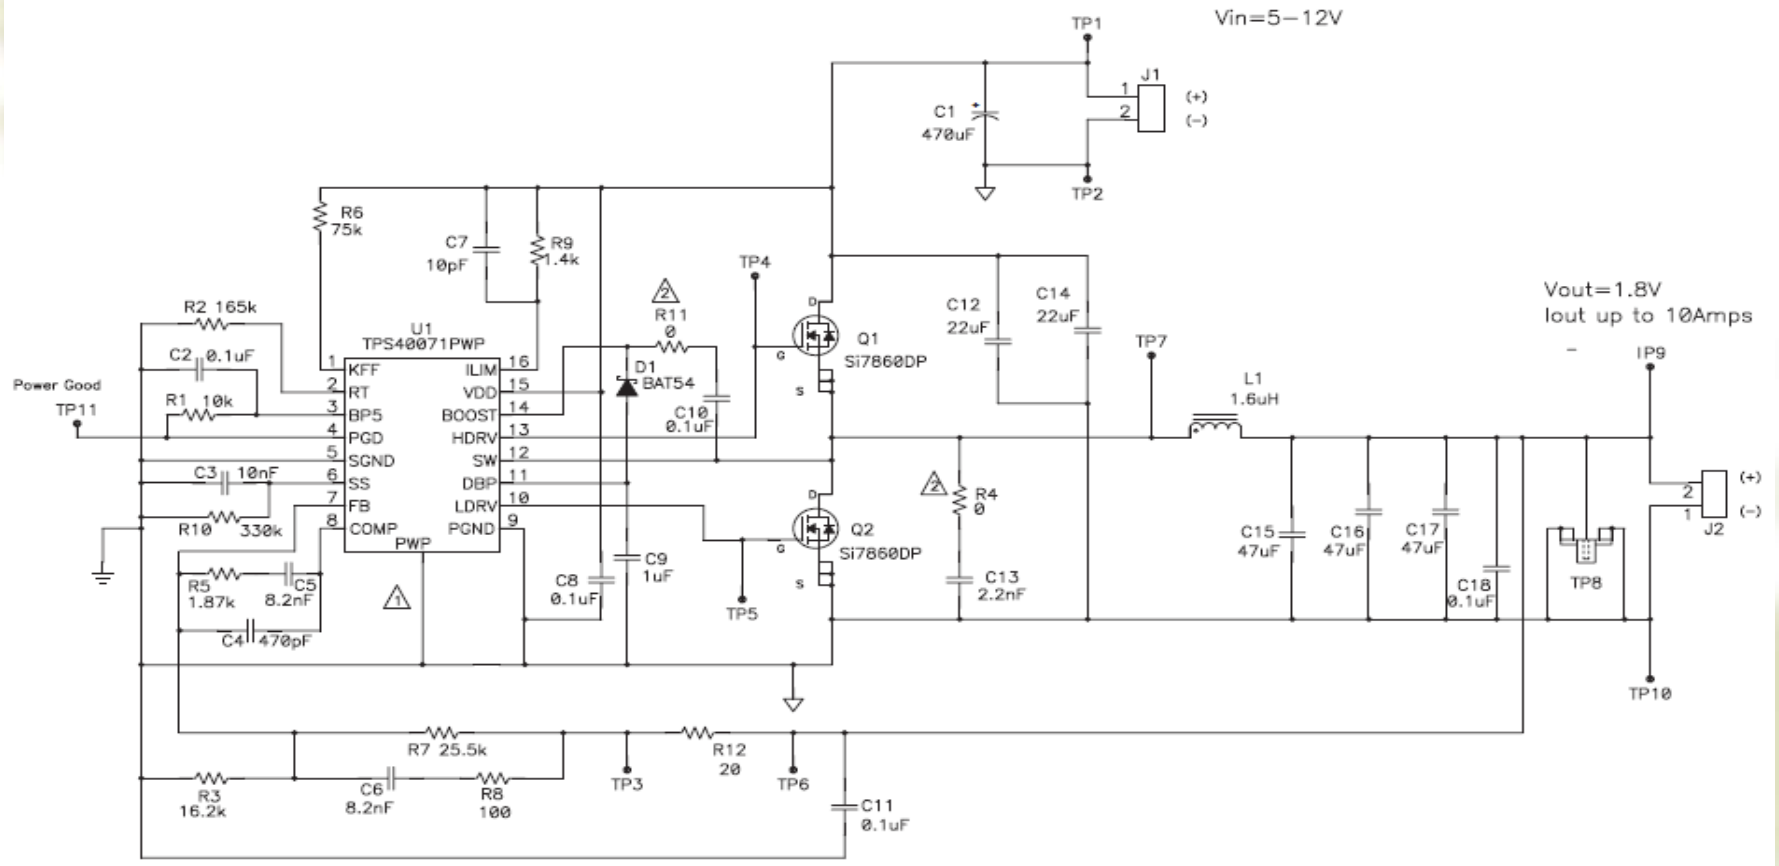 Vin=5-12V
TP1
J1
1
2
(+)
(-)
C1
470uF
TP2
R6
75k
C7
10pF
R9
1.4k
TP4
2
R11
0
R2 165k
U1
TPS40071PWP
C2 0.1uF
Power Good
TP11
R1 10k
1 KFF ILIM 16
2 RT VDD 15
3 BP5 BOOST 14
4 PGD HDRV 13
5 SGND SW 12
6 SS DBP 11
7 FB LDRV 10
8 COMP PGND 9
PWP
D1
BAT54
C10
0.1uF
D
G
S
Q1
Si7860DP
C12
22uF
C14
22uF
Vout=1.8V
Iout up to 10Amps
-
TP7
IP9
L1
1.6uH
C3 10nF
R10 330k
R5
1.87k
C5
8.2nF
C4 470pF
1
C8
0.1uF
C9
1uF
TP5
D
G
S
Q2
Si7860DP
2
R4
0
C13
2.2nF
C15
47uF
C16
47uF
C17
47uF
C18
0.1uF
TP8
2
1
(+)
(-)
J2
TP10
R7 25.5k
R12
20
R3
16.2k
C6
8.2nF
R8
100
TP3
TP6
C11
0.1uF